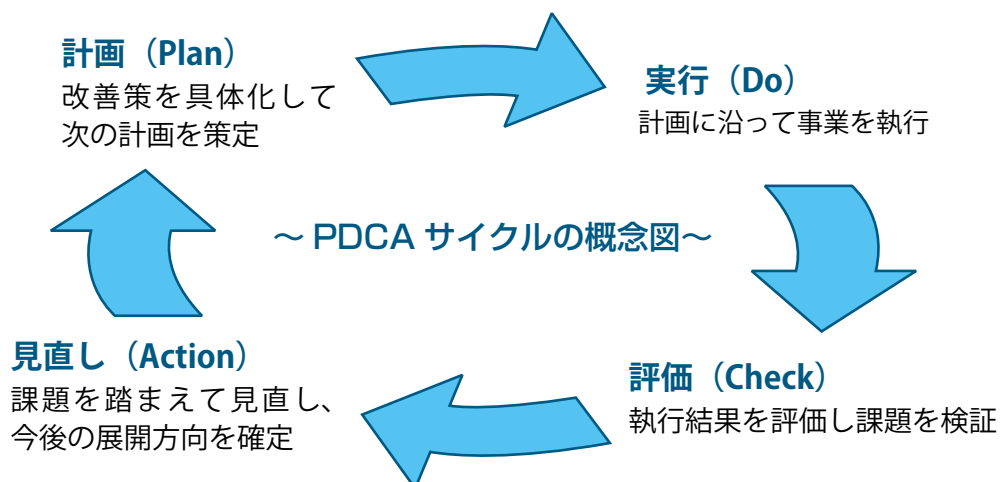 計画（Plan）
改善策を具体化して
次の計画を策定
実行（Do）
計画に沿って事業を執行
～ PDCA サイクルの概念図～
見直し（Action）
課題を踏まえて見直し、
今後の展開方向を確定
評価（Check）
執行結果を評価し課題を検証